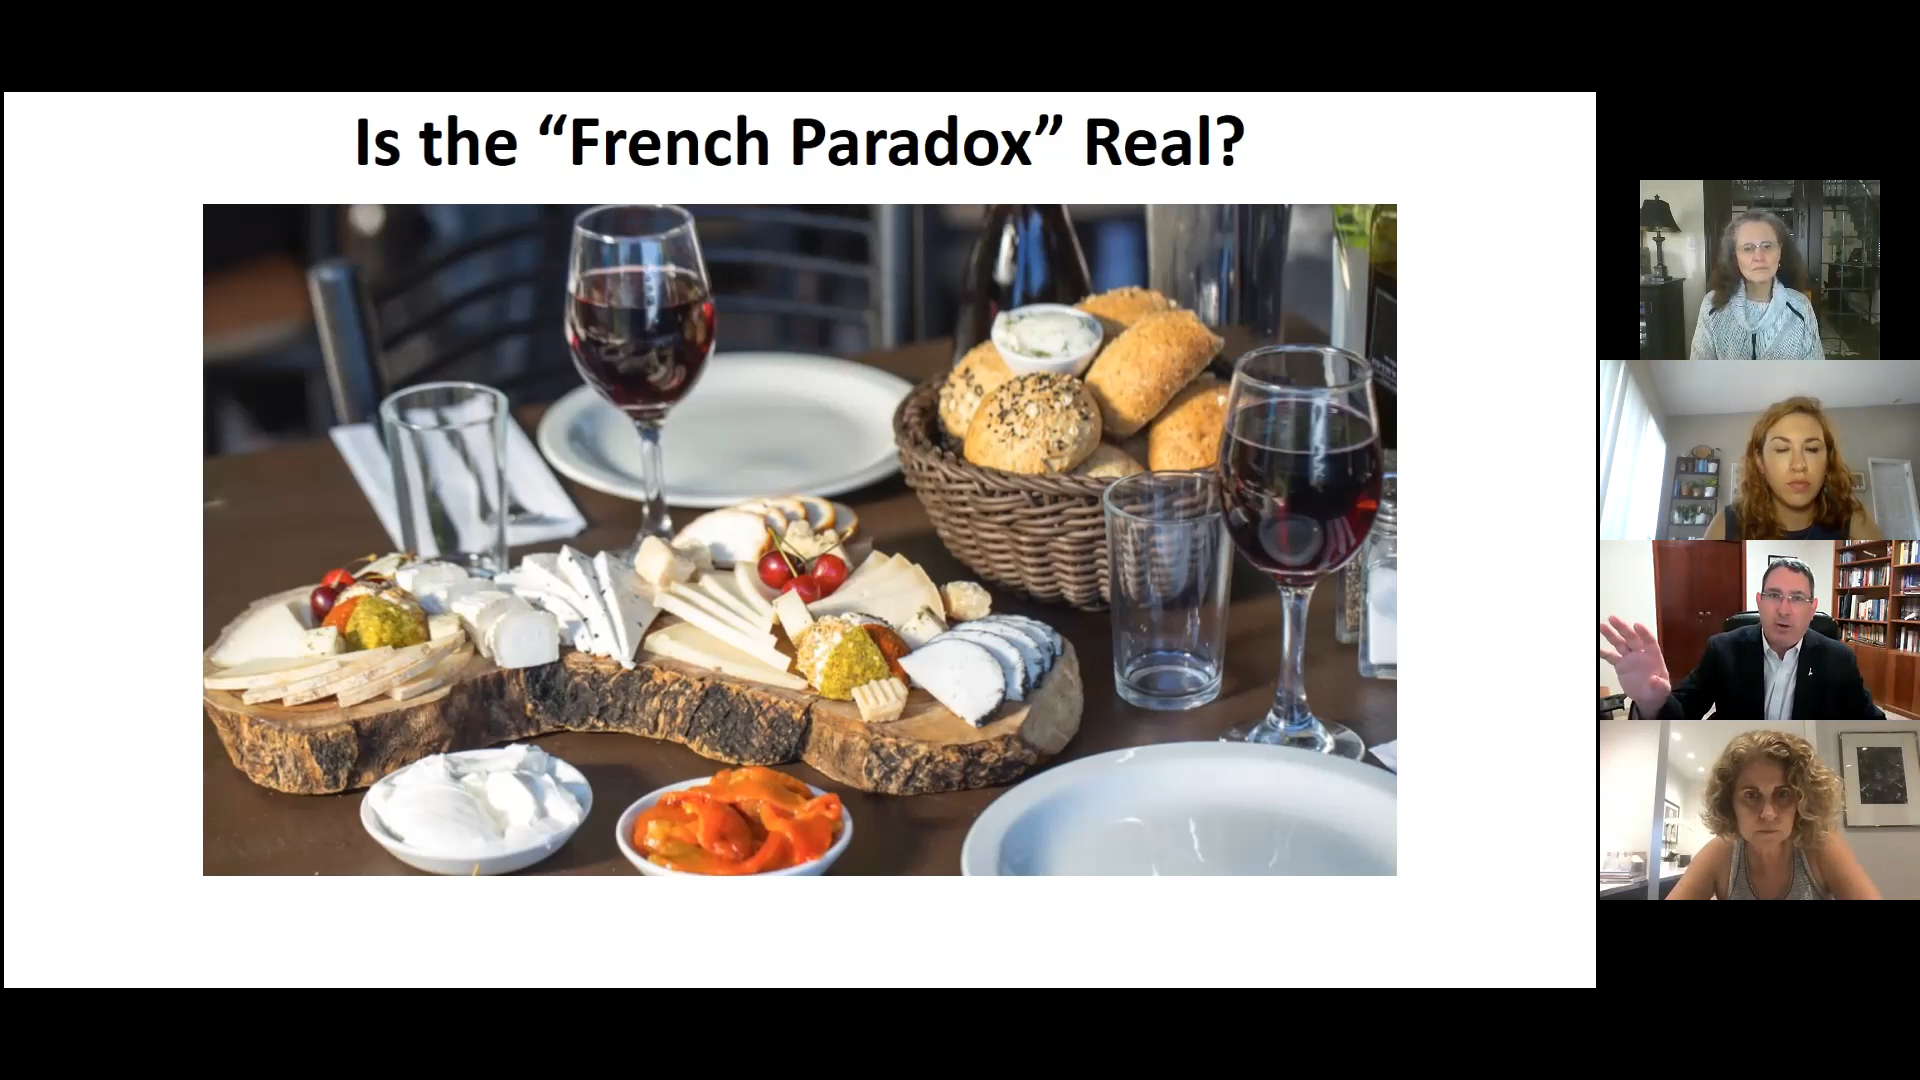 Is the “French Paradox” Real?